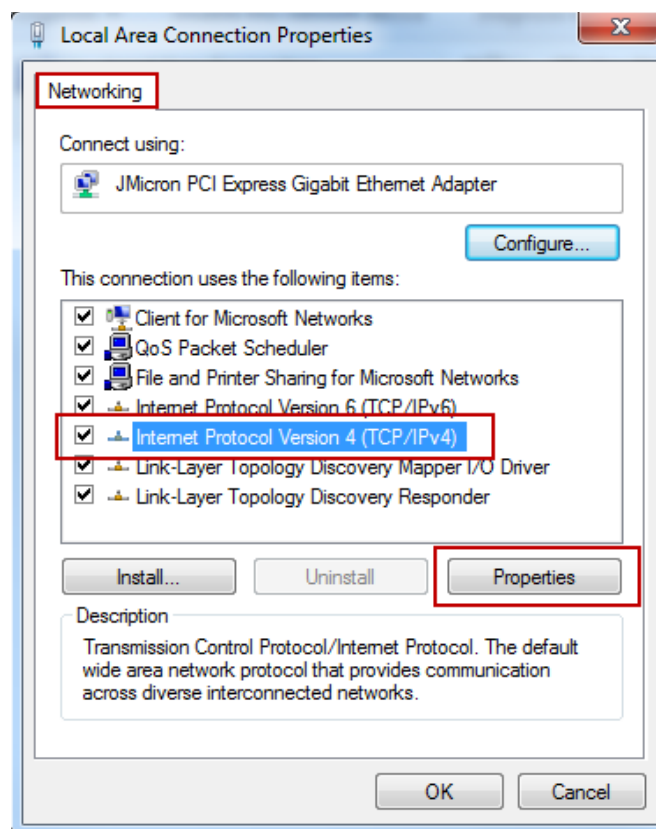 Local Area Connection Properties
X
Networking
Connect using:
JMicron PCI Express Gigabit Ethernet Adapter
Configure...
This connection uses the following items:
Client for Microsoft Networks
QoS Packet Scheduler
File and Printer Sharing for Microsoft Networks
Internet Protocol Version 6 (TCP/IPv6)
Internet Protocol Version 4 (TCP/IPv4)
Link-Layer Topology Discovery Mapper I/O Driver
Link-Layer Topology Discovery Responder
Install... Uninstall Properties
Description
Transmission Control Protocol/Internet Protocol. The default
wide area network protocol that provides communication
across diverse interconnected networks.
OK Cancel